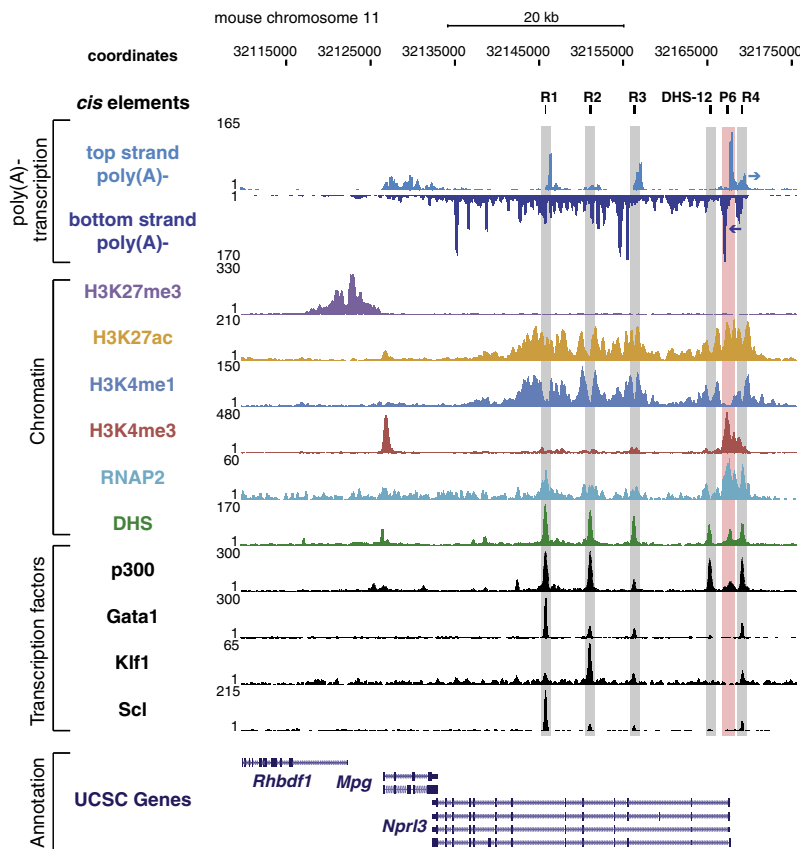 mouse chromosome 11
20 kb
coordinates
32115000 32125000 32135000 32145000 32155000 32165000 32175000
cis elements
R1 R2 R3 DHS-12 P6 R4
poly(A)- transcription
165
top strand
poly(A)-
1
1
bottom strand
poly(A)-
170
Chromatin
330
H3K27me3
1
210
H3K27ac
1
150
H3K4me1
1
480
H3K4me3
1
60
RNAP2
1
170
DHS
1
Transcription factors
300
p300
1
300
Gata1
1
65
Klf1
1
215
Scl
1
Annotation
UCSC Genes
Rhbdf1
Mpg
Nprl3